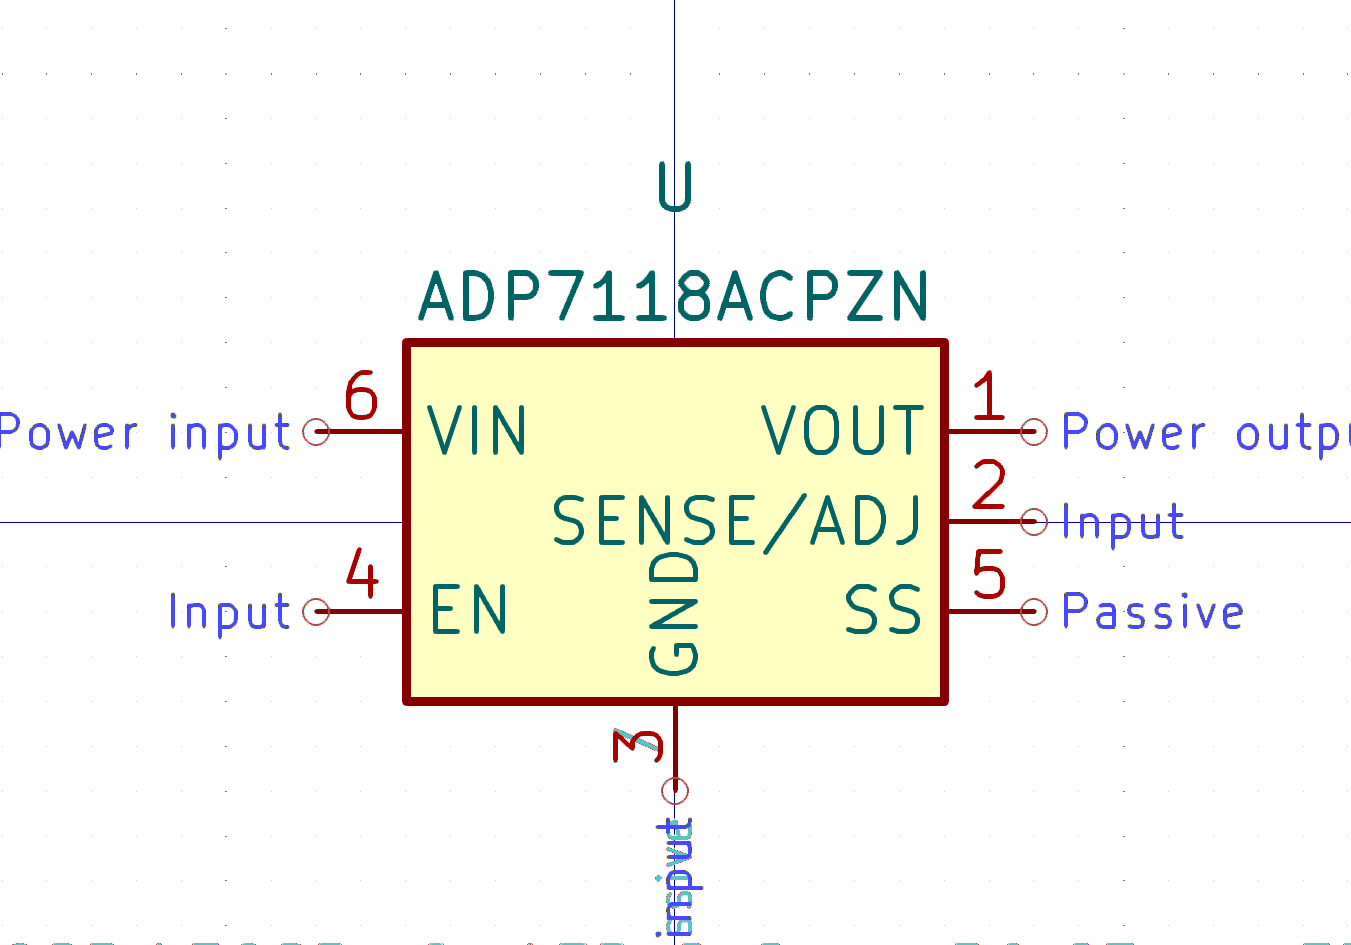 U
ADP7118ACPZN
6
1
Power input
VIN
VOUT
Power outpu
2
SENSE/ADJ
Input
4
5
Input
EN
GND
SS
Passive
3
input